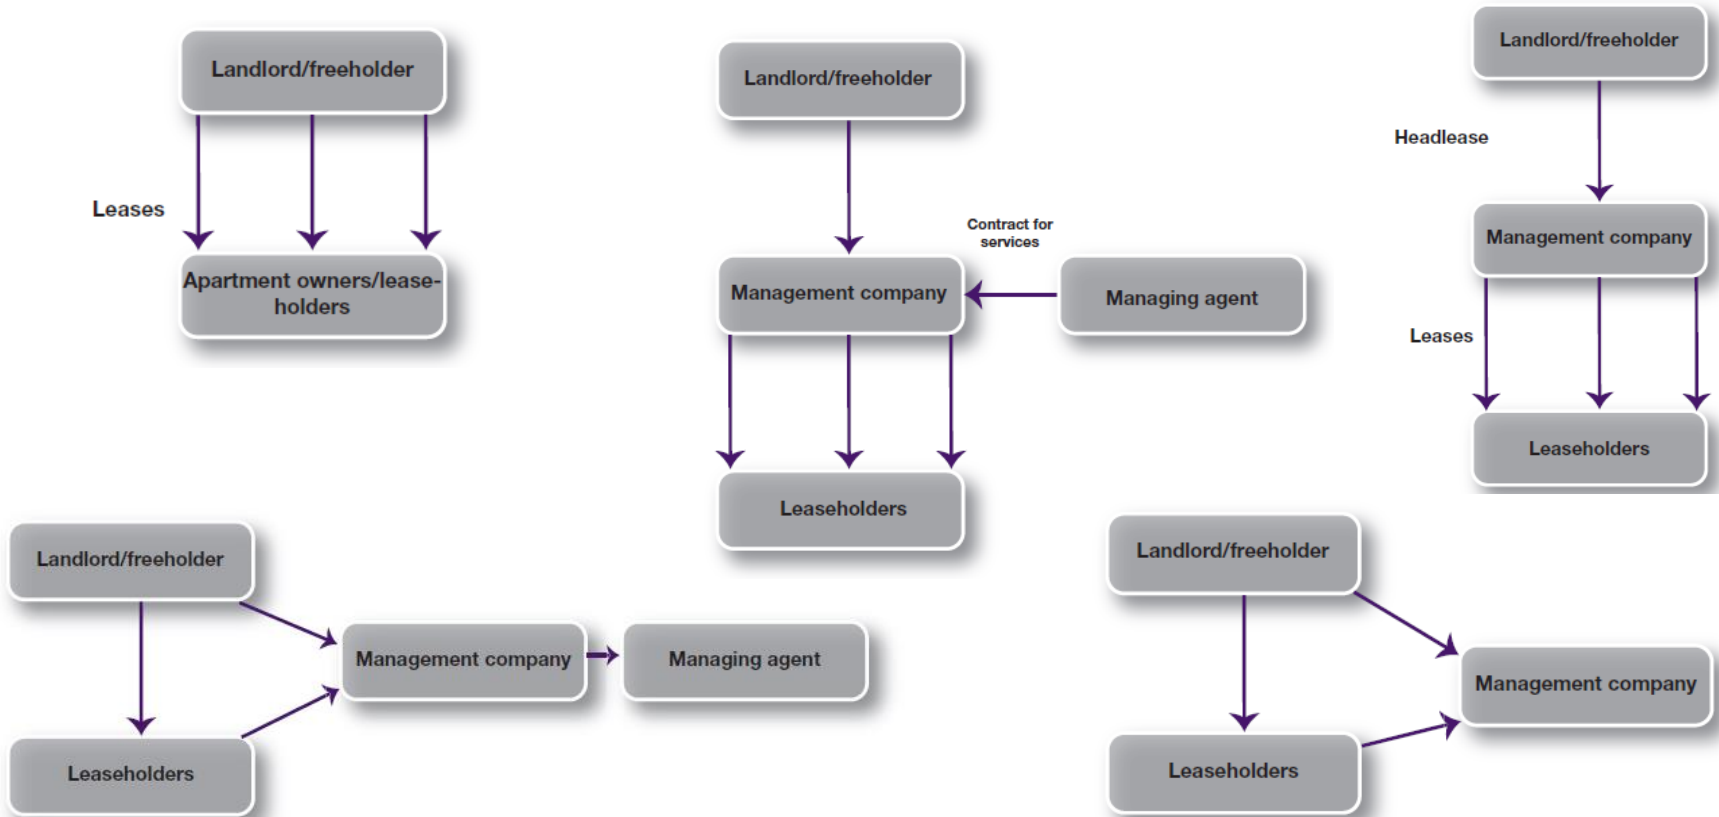 Landlord/freeholder
Leases
Apartment owners/lease-
holders
Landlord/freeholder
Contract for
services
Management company
Managing agent
Leaseholders
Landlord/freeholder
Headlease
Management company
Leases
Leaseholders
Landlord/freeholder
Management company
Managing agent
Leaseholders
Landlord/freeholder
Management company
Leaseholders